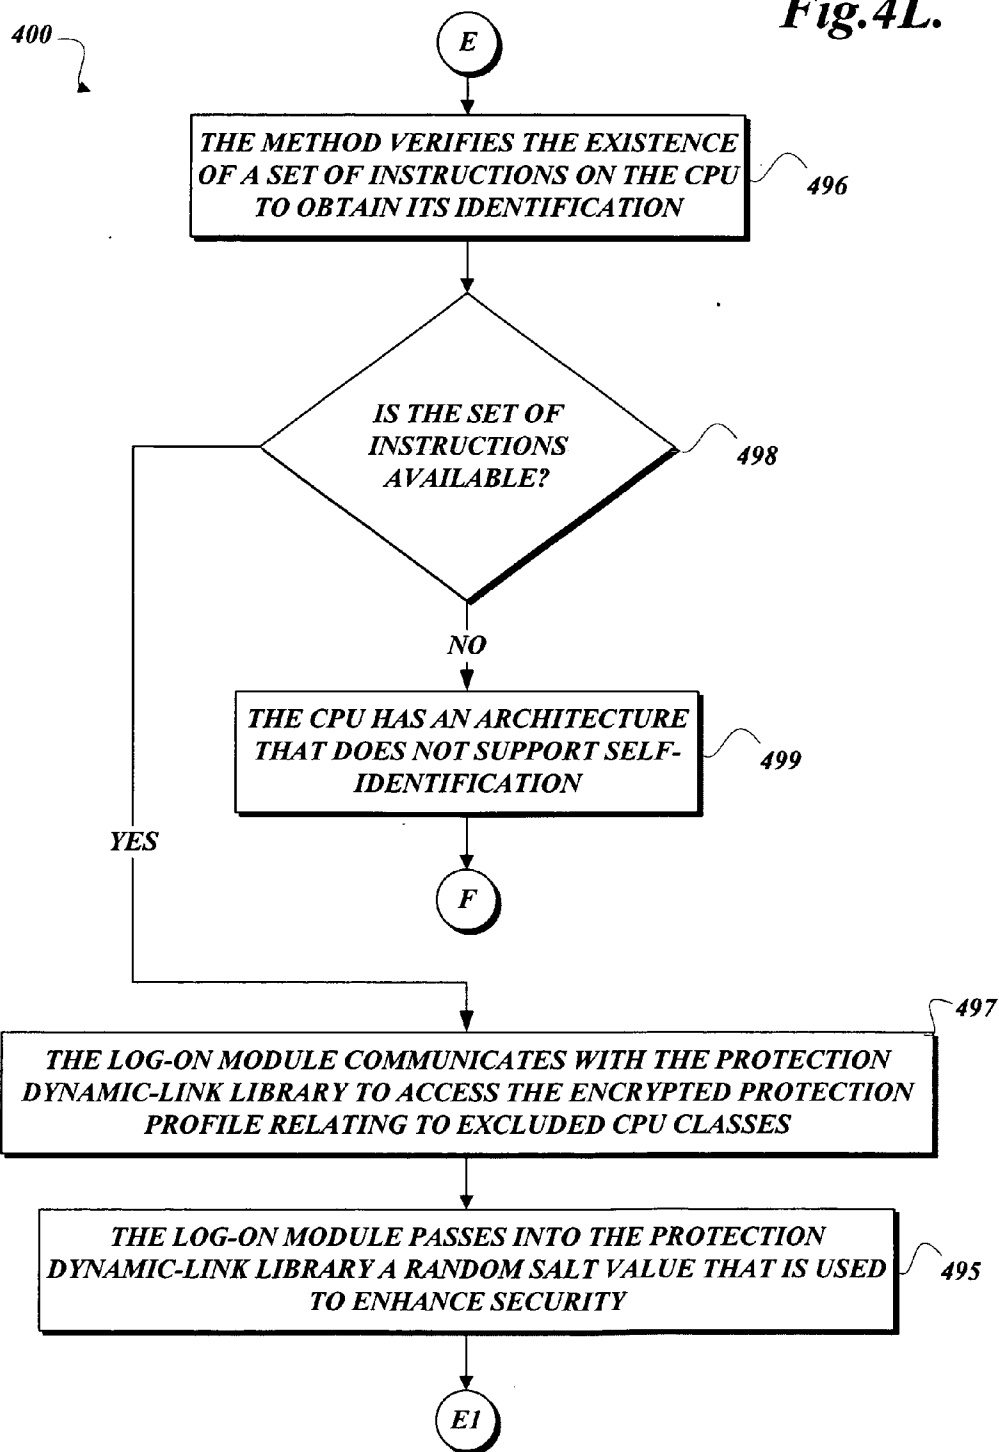 Fig.4L.
400
E
THE METHOD VERIFIES THE EXISTENCE
OF A SET OF INSTRUCTIONS ON THE CPU
TO OBTAIN ITS IDENTIFICATION
496
IS THE SET OF
INSTRUCTIONS
AVAILABLE?
498
NO
THE CPU HAS AN ARCHITECTURE
THAT DOES NOT SUPPORT SELF-
IDENTIFICATION
499
YES
F
497
THE LOG-ON MODULE COMMUNICATES WITH THE PROTECTION
DYNAMIC-LINK LIBRARY TO ACCESS THE ENCRYPTED PROTECTION
PROFILE RELATING TO EXCLUDED CPU CLASSES
THE LOG-ON MODULE PASSES INTO THE PROTECTION
DYNAMIC-LINK LIBRARY A RANDOM SALT VALUE THAT IS USED
TO ENHANCE SECURITY
495
E1